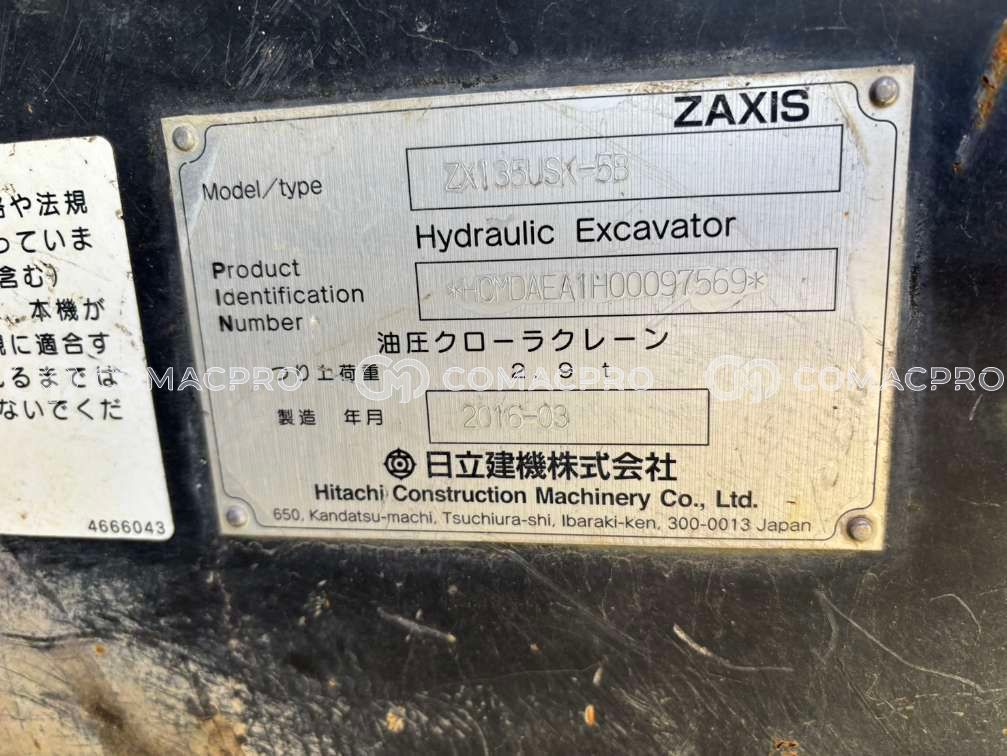 ZAXIS
Model/type ZX135USK-5B
Hydraulic Excavator
Product
Identification
Number
*HCMDAEA1H00097569*
油圧クローラクレーン
つり上荷重 2.9 t
製造 年月 2016-03
日立建機株式会社
Hitachi Construction Machinery Co., Ltd.
650, Kandatsu-machi, Tsuchiura-shi, Ibaraki-ken, 300-0013 Japan
や法規
っていま
含む)
、本機が
に適合す
れるまでは
ないでくだ
4666043
COMACPRO COMACPRO COMACPRO